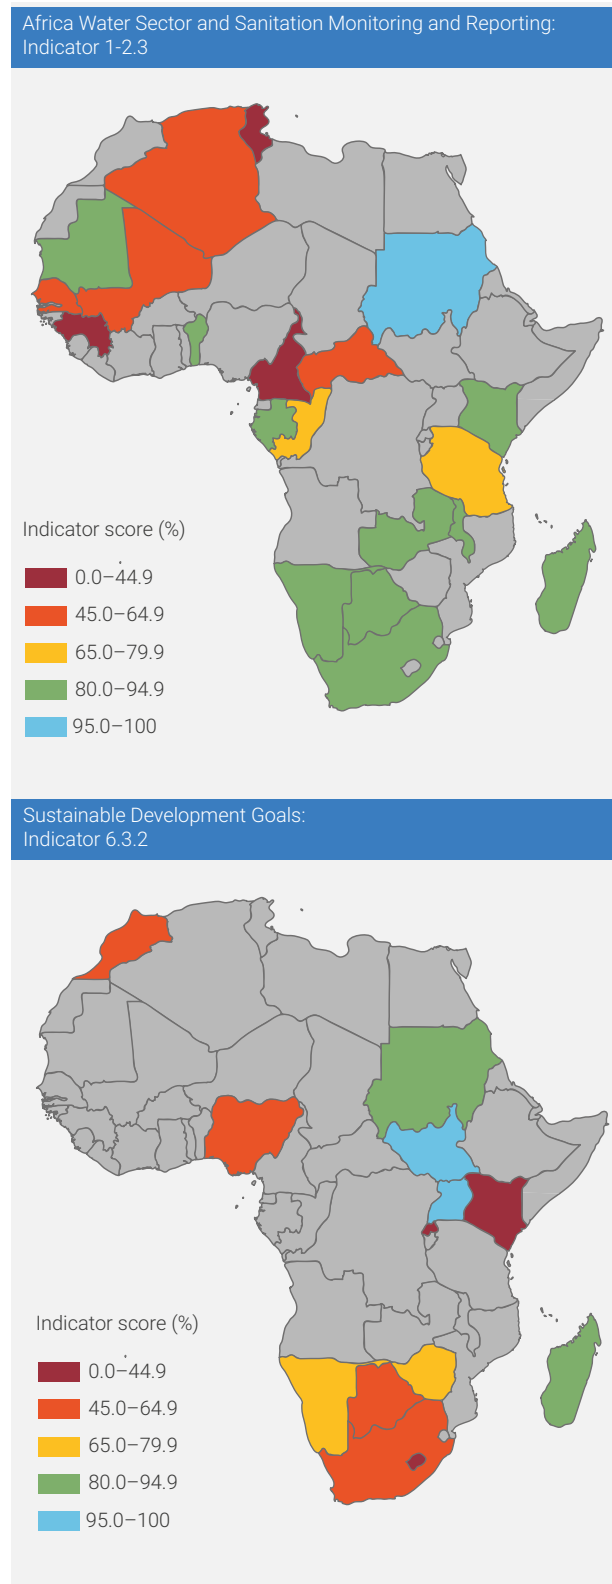 Africa Water Sector and Sanitation Monitoring and Reporting:
Indicator 1-2.3
Indicator score (%)
0.0–44.9
45.0–64.9
65.0–79.9
80.0–94.9
95.0–100
Sustainable Development Goals:
Indicator 6.3.2
Indicator score (%)
0.0–44.9
45.0–64.9
65.0–79.9
80.0–94.9
95.0–100